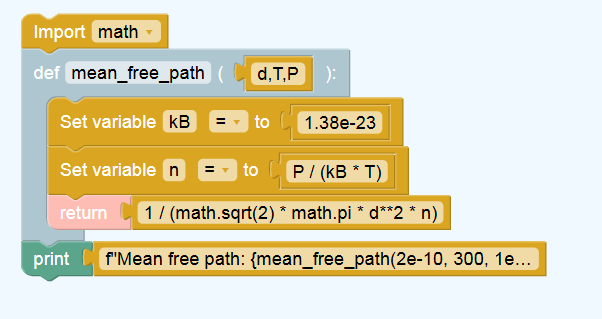 Import math
def mean_free_path ( d,T,P ):
Set variable kB = to 1.38e-23
Set variable n = to P / (kB * T)
return 1 / (math.sqrt(2) * math.pi * d**2 * n)
print f"Mean free path: {mean_free_path(2e-10, 300, 1e...